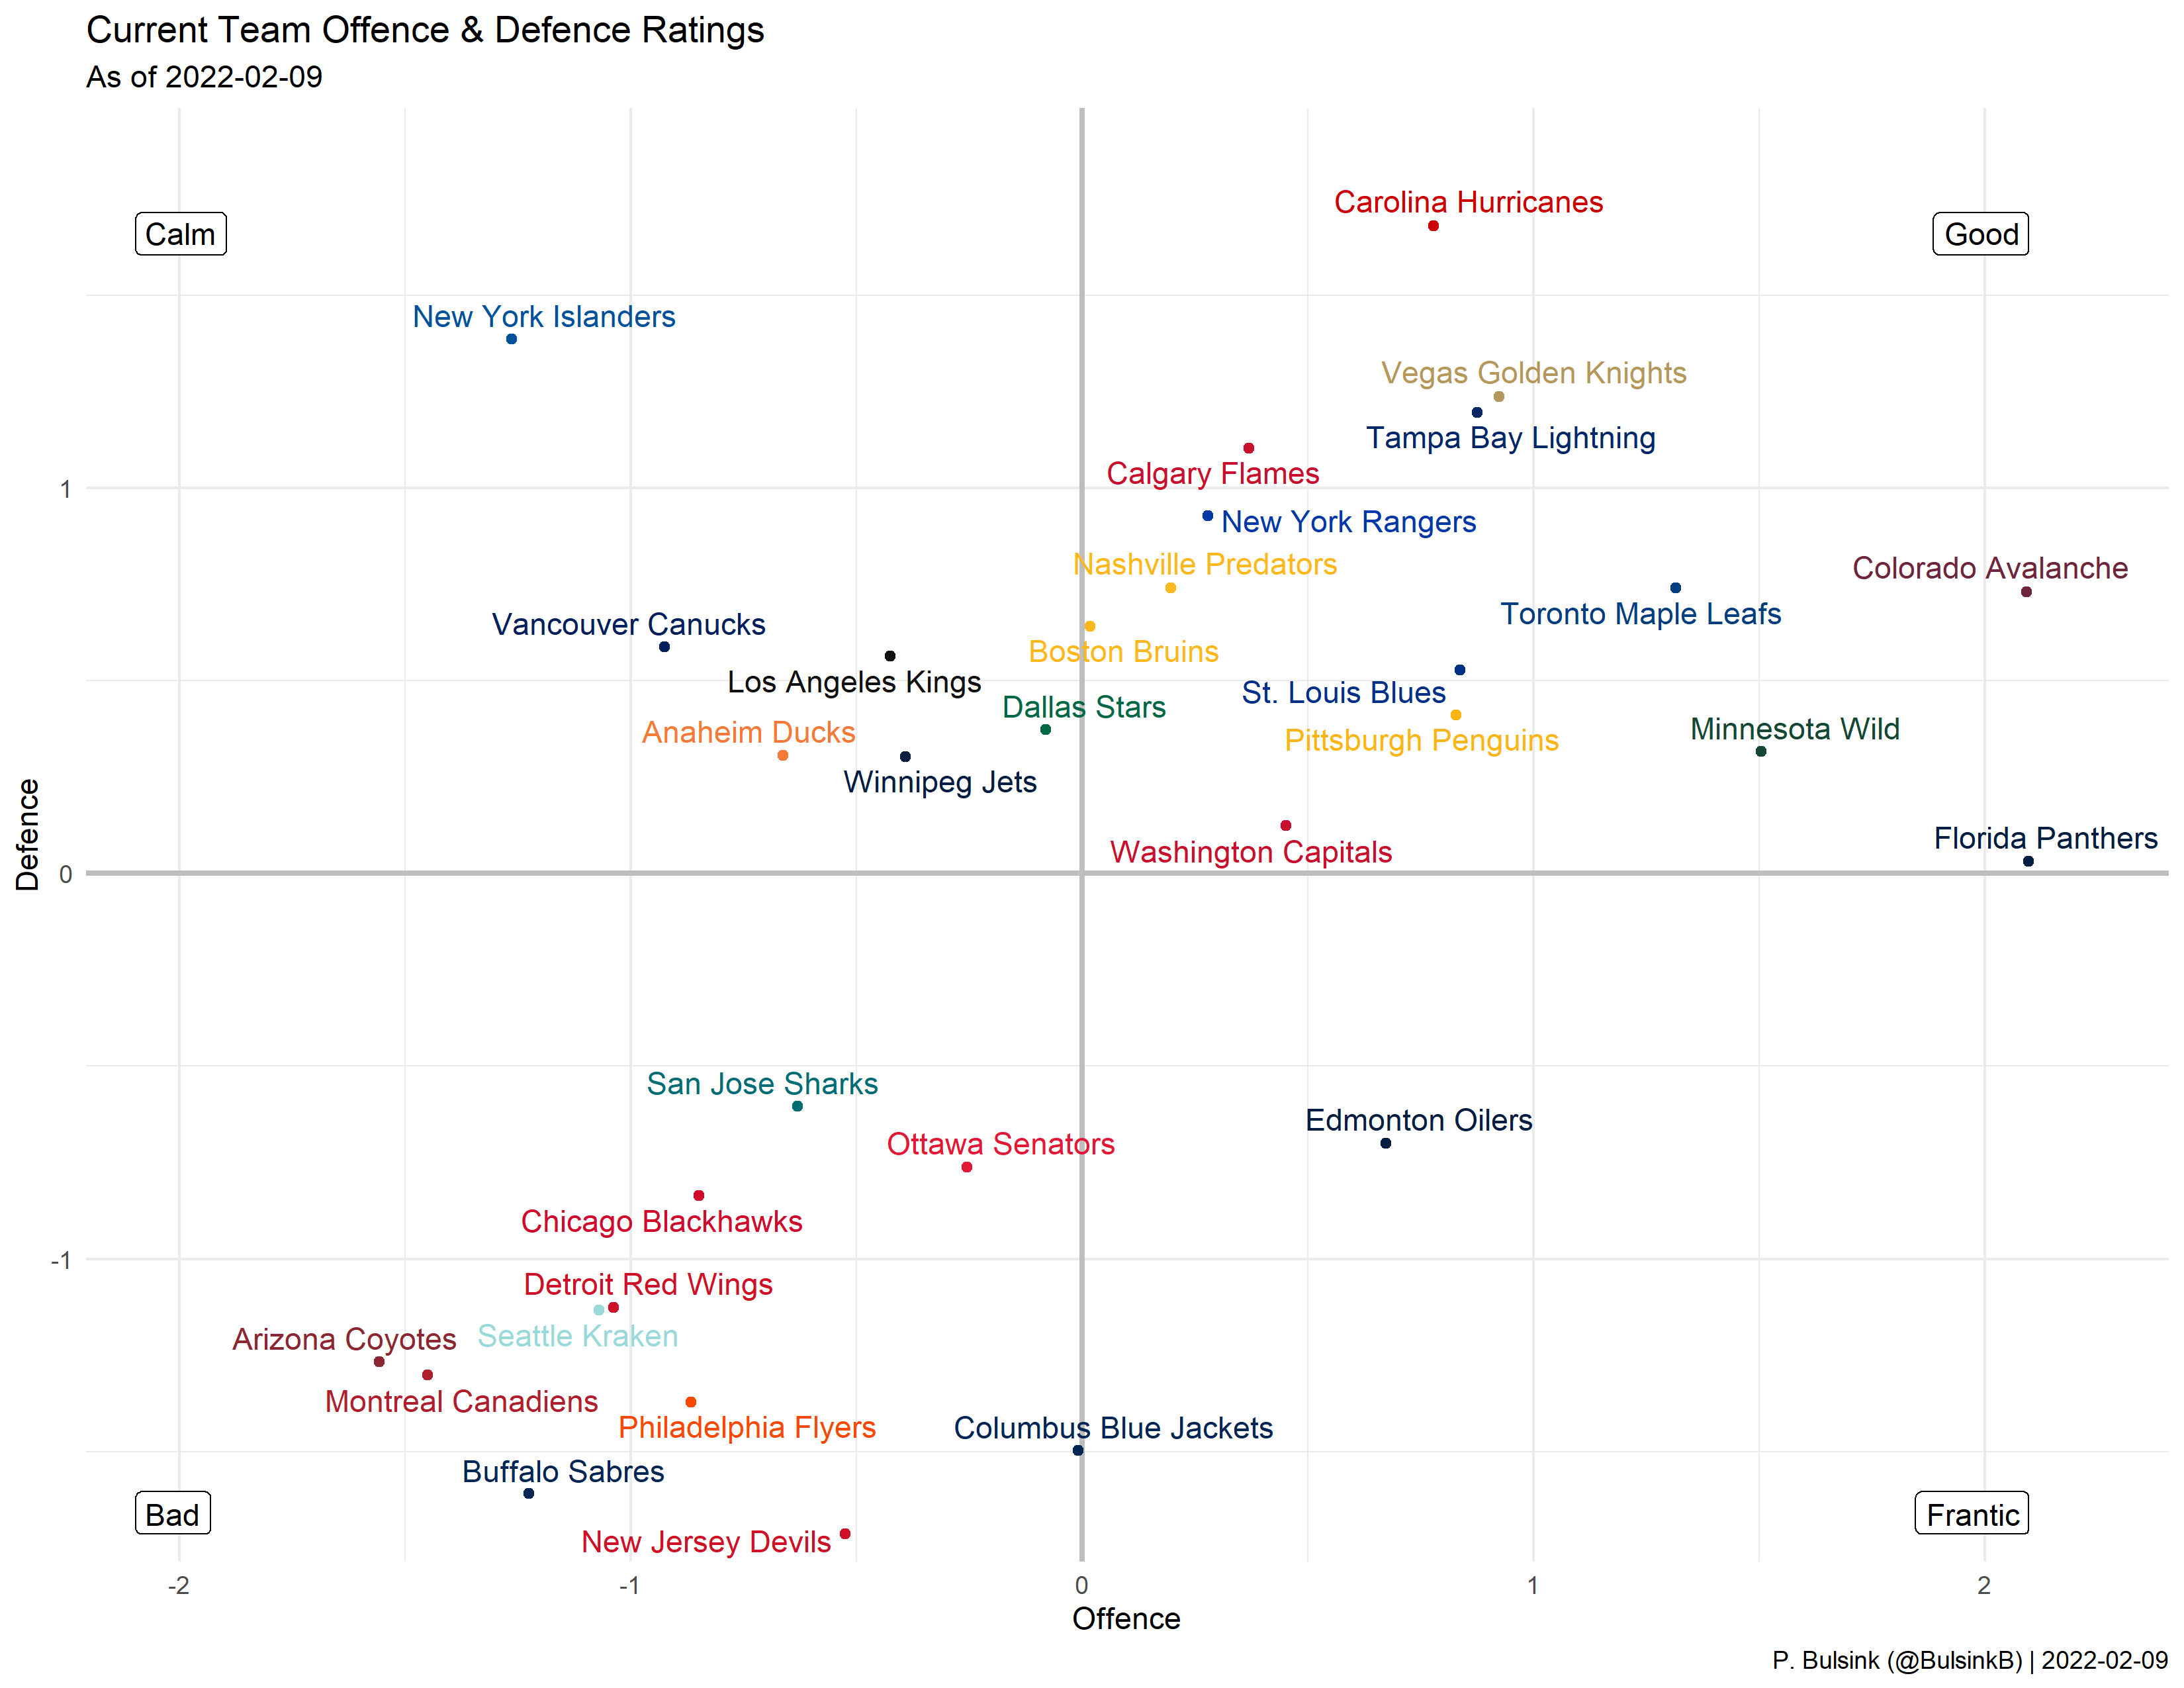 Current Team Offence & Defence Ratings
As of 2022-02-09
Carolina Hurricanes
Calm
Good
New York Islanders
Vegas Golden Knights
Tampa Bay Lightning
Calgary Flames
1
New York Rangers
Nashville Predators
Colorado Avalanche
Toronto Maple Leafs
Vancouver Canucks
Boston Bruins
Los Angeles Kings
St. Louis Blues
Dallas Stars
Anaheim Ducks
Pittsburgh Penguins
Minnesota Wild
Winnipeg Jets
Defence
Florida Panthers
Washington Capitals
0
San Jose Sharks
Edmonton Oilers
Ottawa Senators
Chicago Blackhawks
-1
Detroit Red Wings
Seattle Kraken
Arizona Coyotes
Montreal Canadiens
Philadelphia Flyers
Columbus Blue Jackets
Buffalo Sabres
Bad
Frantic
New Jersey Devils
-2
-1
0
1
2
Offence
P. Bulsink (@BulsinkB) | 2022-02-09